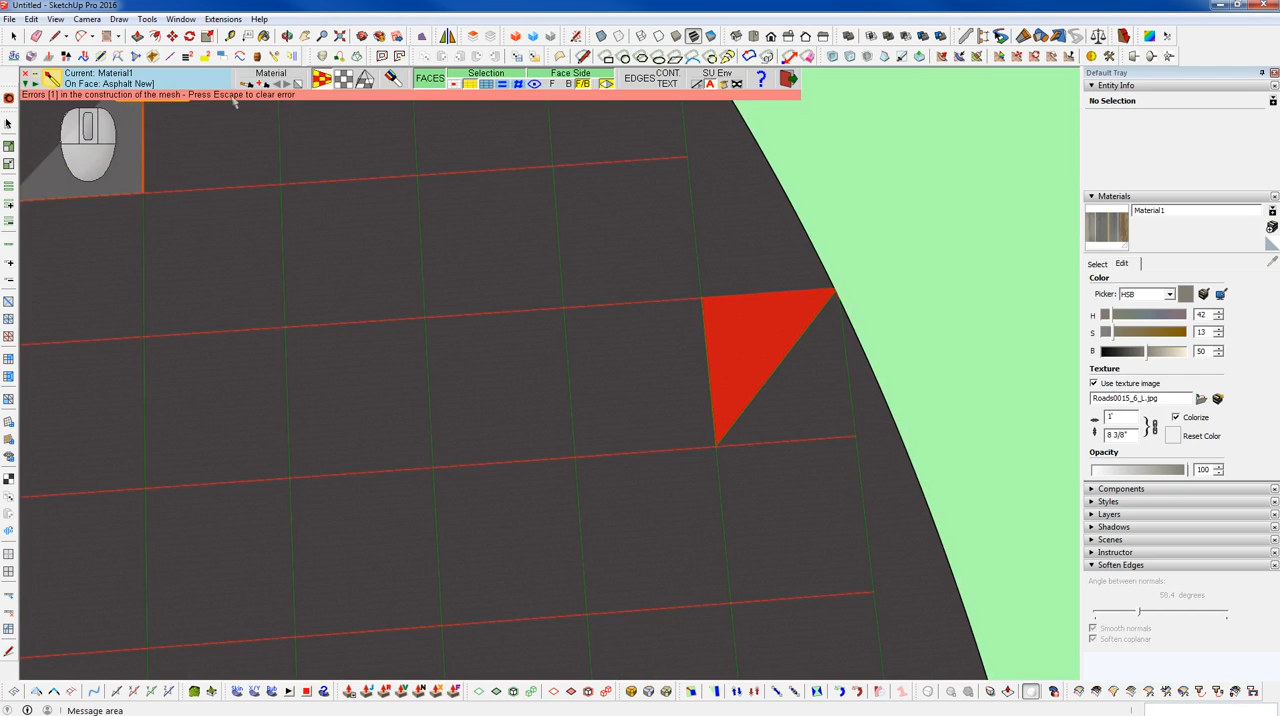 Untitled - SketchUp Pro 2016
File Edit View Camera Draw Tools Window Extensions Help
Current: Material1
On Face: Asphalt New]
Material
FACES
Selection
Face Side
F B F/B
EDGES
CONT. TEXT
SU Env
A
?
Errors [1] in the construction of the mesh - Press Escape to clear error
Default Tray
Entity Info
No Selection
Materials
Material1
Select Edit
Color
Picker: HSB
H 42
S 13
B 50
Texture
Use texture image
Roads0015_6_L.jpg
1'
Colorize
8 3/8"
Reset Color
Opacity
100
Components
Styles
Layers
Shadows
Scenes
Instructor
Soften Edges
Angle between normals:
58.4 degrees
Smooth normals
Soften coplanar
Message area